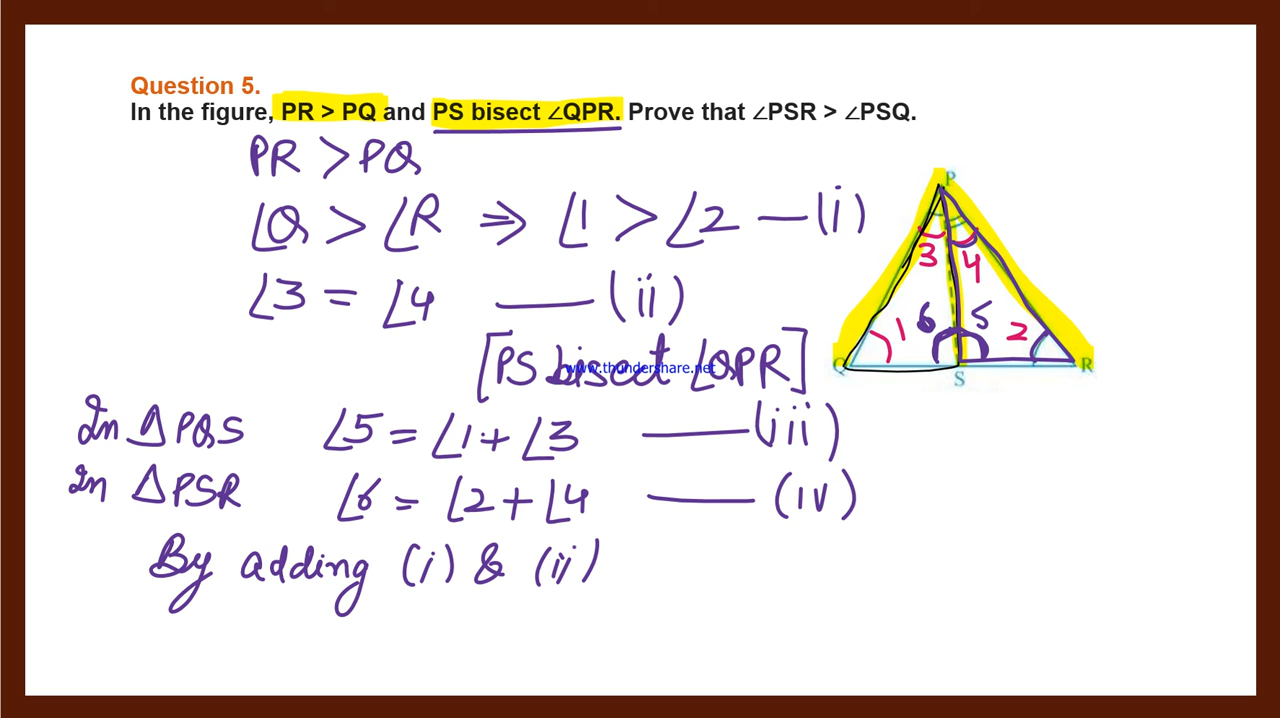 Question 5.
In the figure, PR > PQ and PS bisect ∠QPR. Prove that ∠PSR > ∠PSQ.
PR > PQ
∠Q > ∠R ⇒ ∠1 > ∠2 —(i)
∠3 = ∠4 ——(ii)
[PS bisect ∠QPR]
www.thundershare.net
In △PQS ∠5 = ∠1 + ∠3 ——(iii)
In △PSR ∠6 = ∠2 + ∠4 ——(iv)
By adding (i) & (ii)
P
3 4
1 6 5 2
Q S R